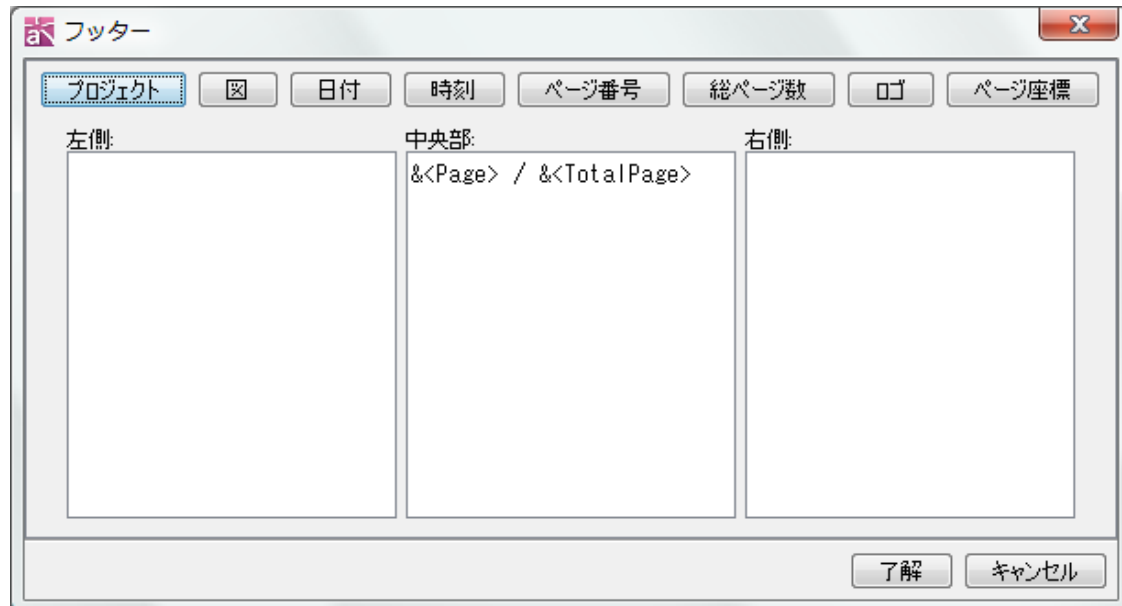 フッター
プロジェクト 図 日付 時刻 ページ番号 総ページ数 ロゴ ページ座標
左側: 中央部: 右側:
&<Page> / &<TotalPage>
了解 キャンセル